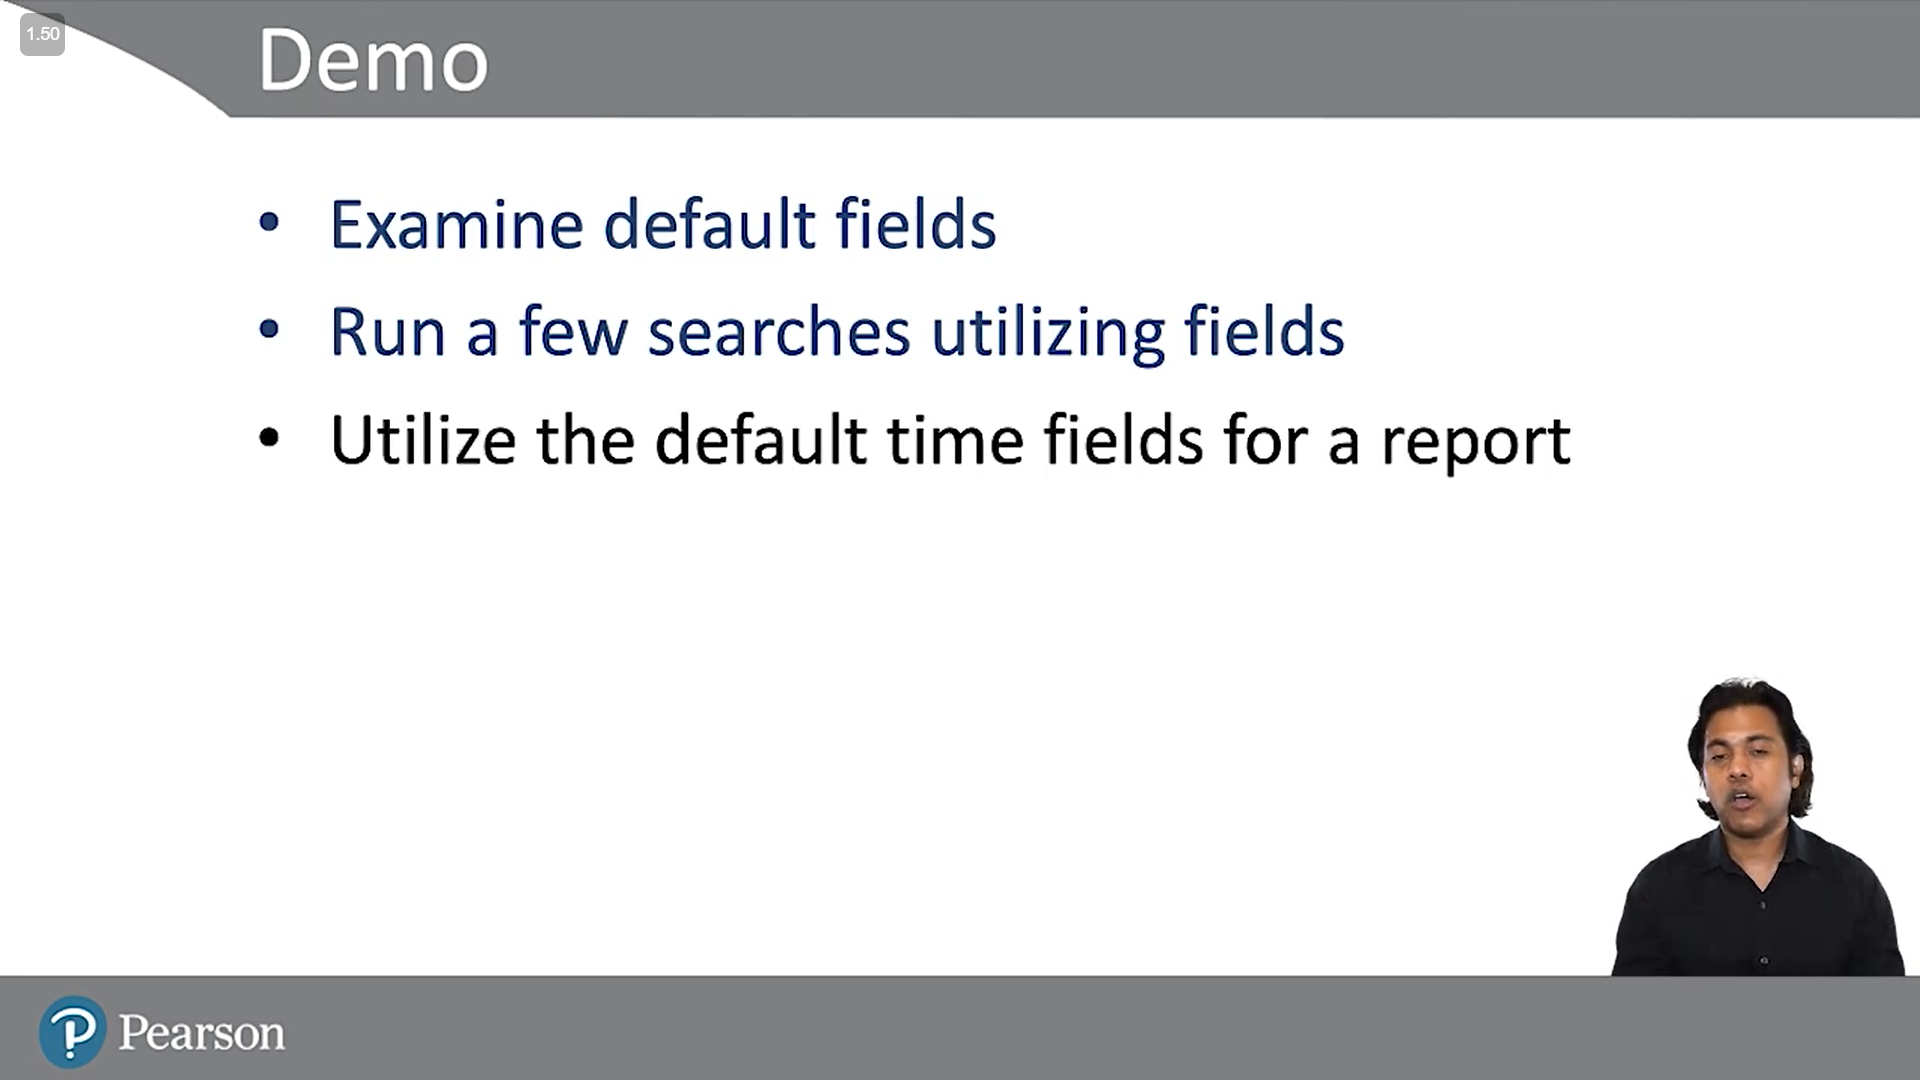 1.50
Demo
• Examine default fields
• Run a few searches utilizing fields
• Utilize the default time fields for a report
Pearson